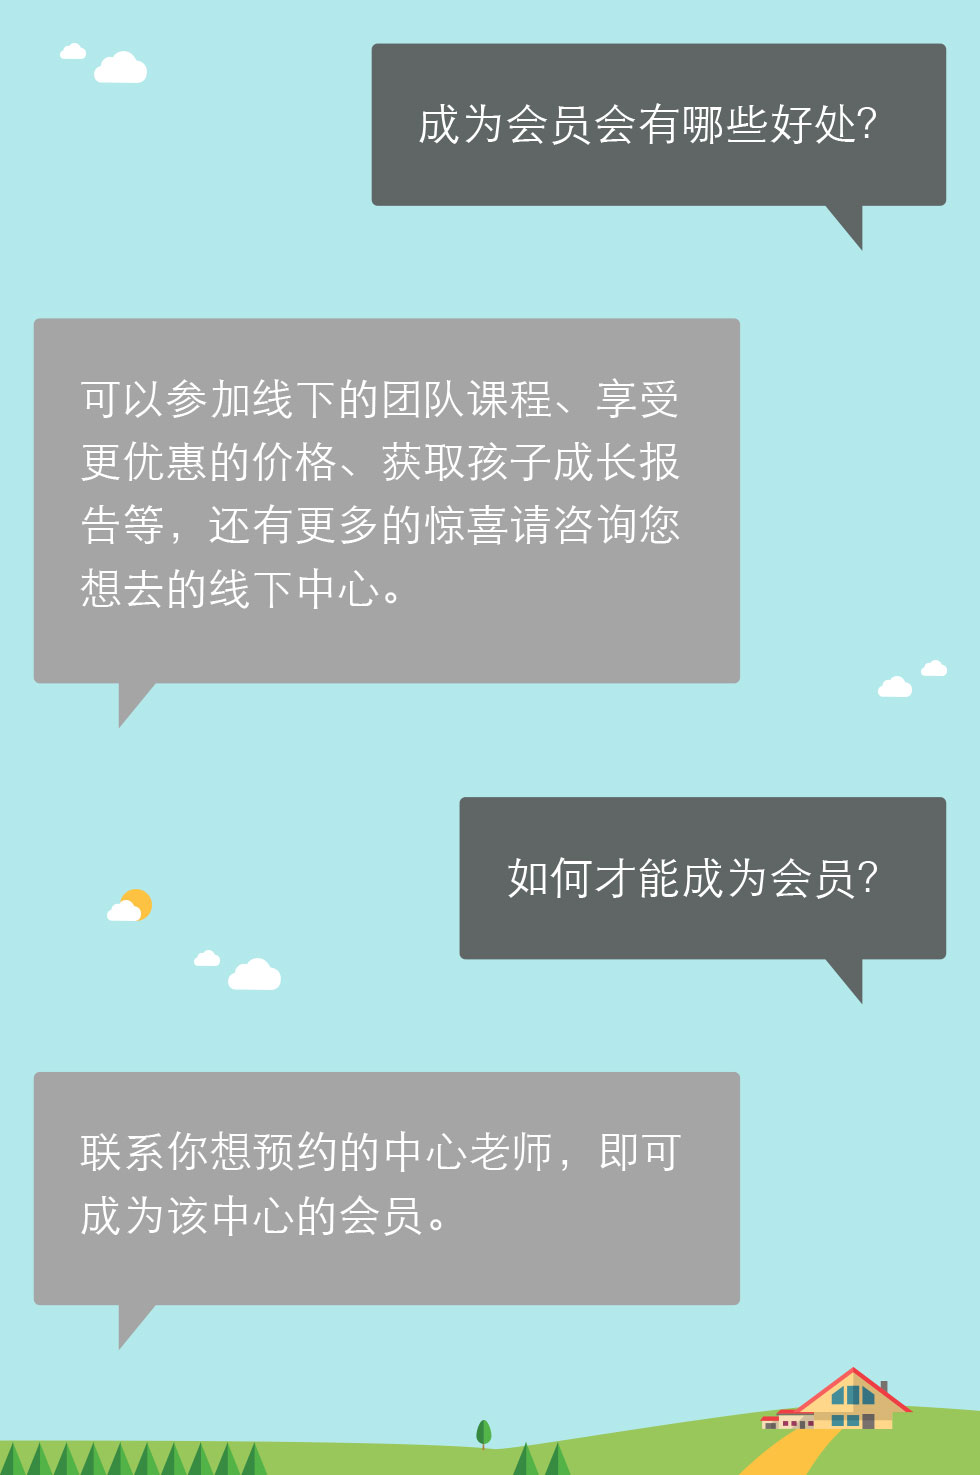 成为会员会有哪些好处?
可以参加线下的团队课程、享受
更优惠的价格、获取孩子成长报
告等，还有更多的惊喜请咨询您
想去的线下中心。
如何才能成为会员?
联系你想预约的中心老师，即可
成为该中心的会员。